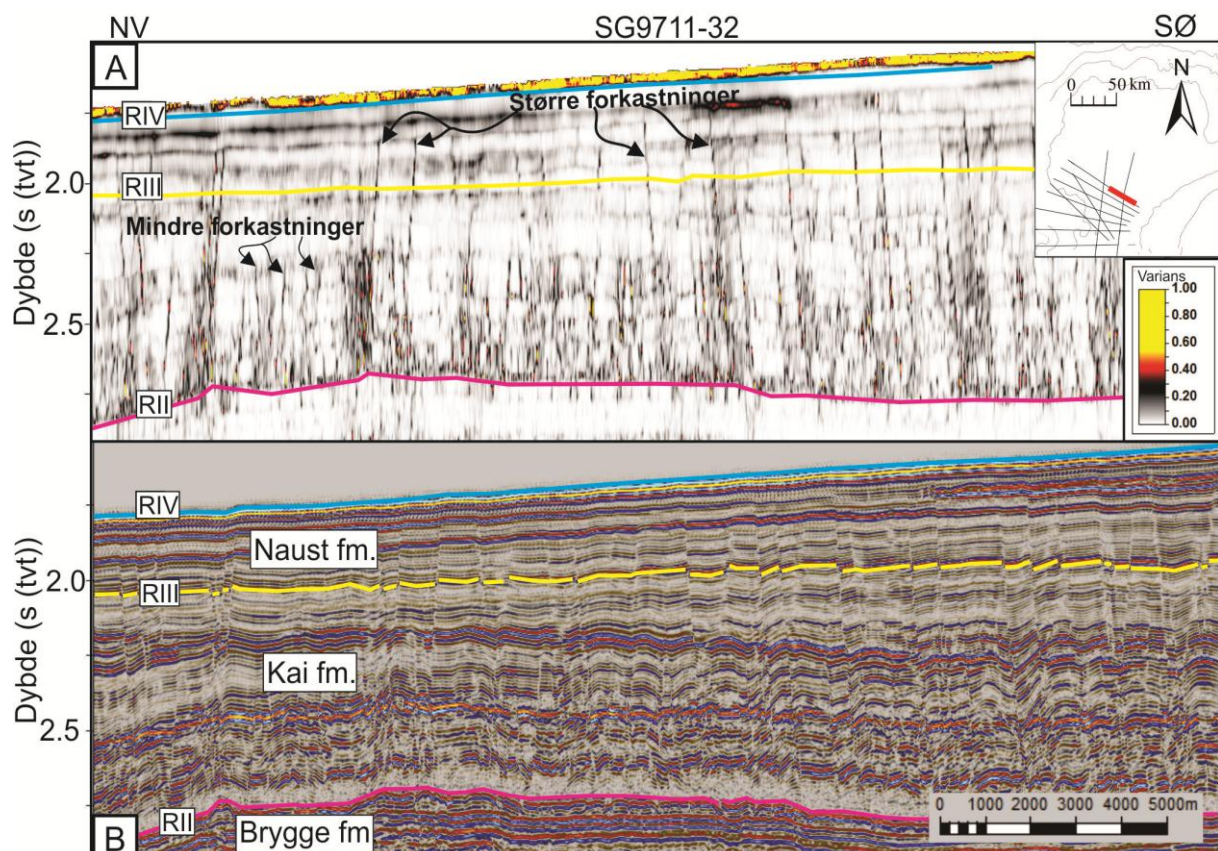 NV SG9711-32 SØ
A
0 50 km
N
RIV
Större forkastninger
RIII
Mindre forkastninger
Dybde (s (tvt))
2.0
2.5
RII
Varians
1.00
0.80
0.60
0.40
0.20
0.00
RIV
Naust fm.
2.0
RIII
Dybde (s (tvt))
Kai fm.
2.5
RII
Brygge fm
B
0 1000 2000 3000 4000 5000m